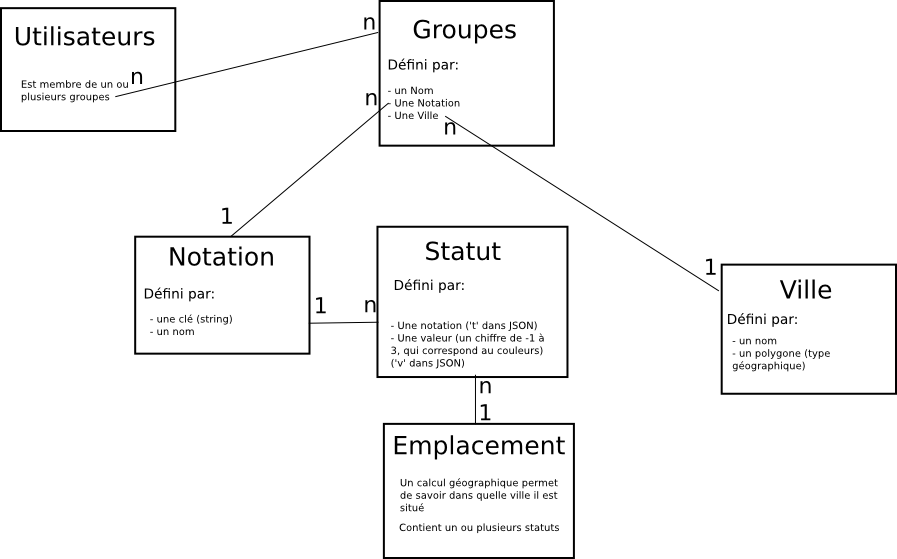 Utilisateurs
Est membre de un ou
plusieurs groupes
n
n
Groupes
Défini par:
- un Nom
- Une Notation
- Une Ville
n
n
1
1
Notation
Défini par:
- une clé (string)
- un nom
1
n
Statut
Défini par:
- Une notation ('t' dans JSON)
- Une valeur (un chiffre de -1 à
3, qui correspond au couleurs)
('v' dans JSON)
n
1
Ville
Défini par:
- un nom
- un polygone (type
géographique)
Emplacement
Un calcul géographique permet
de savoir dans quelle ville il est
situé
Contient un ou plusieurs statuts